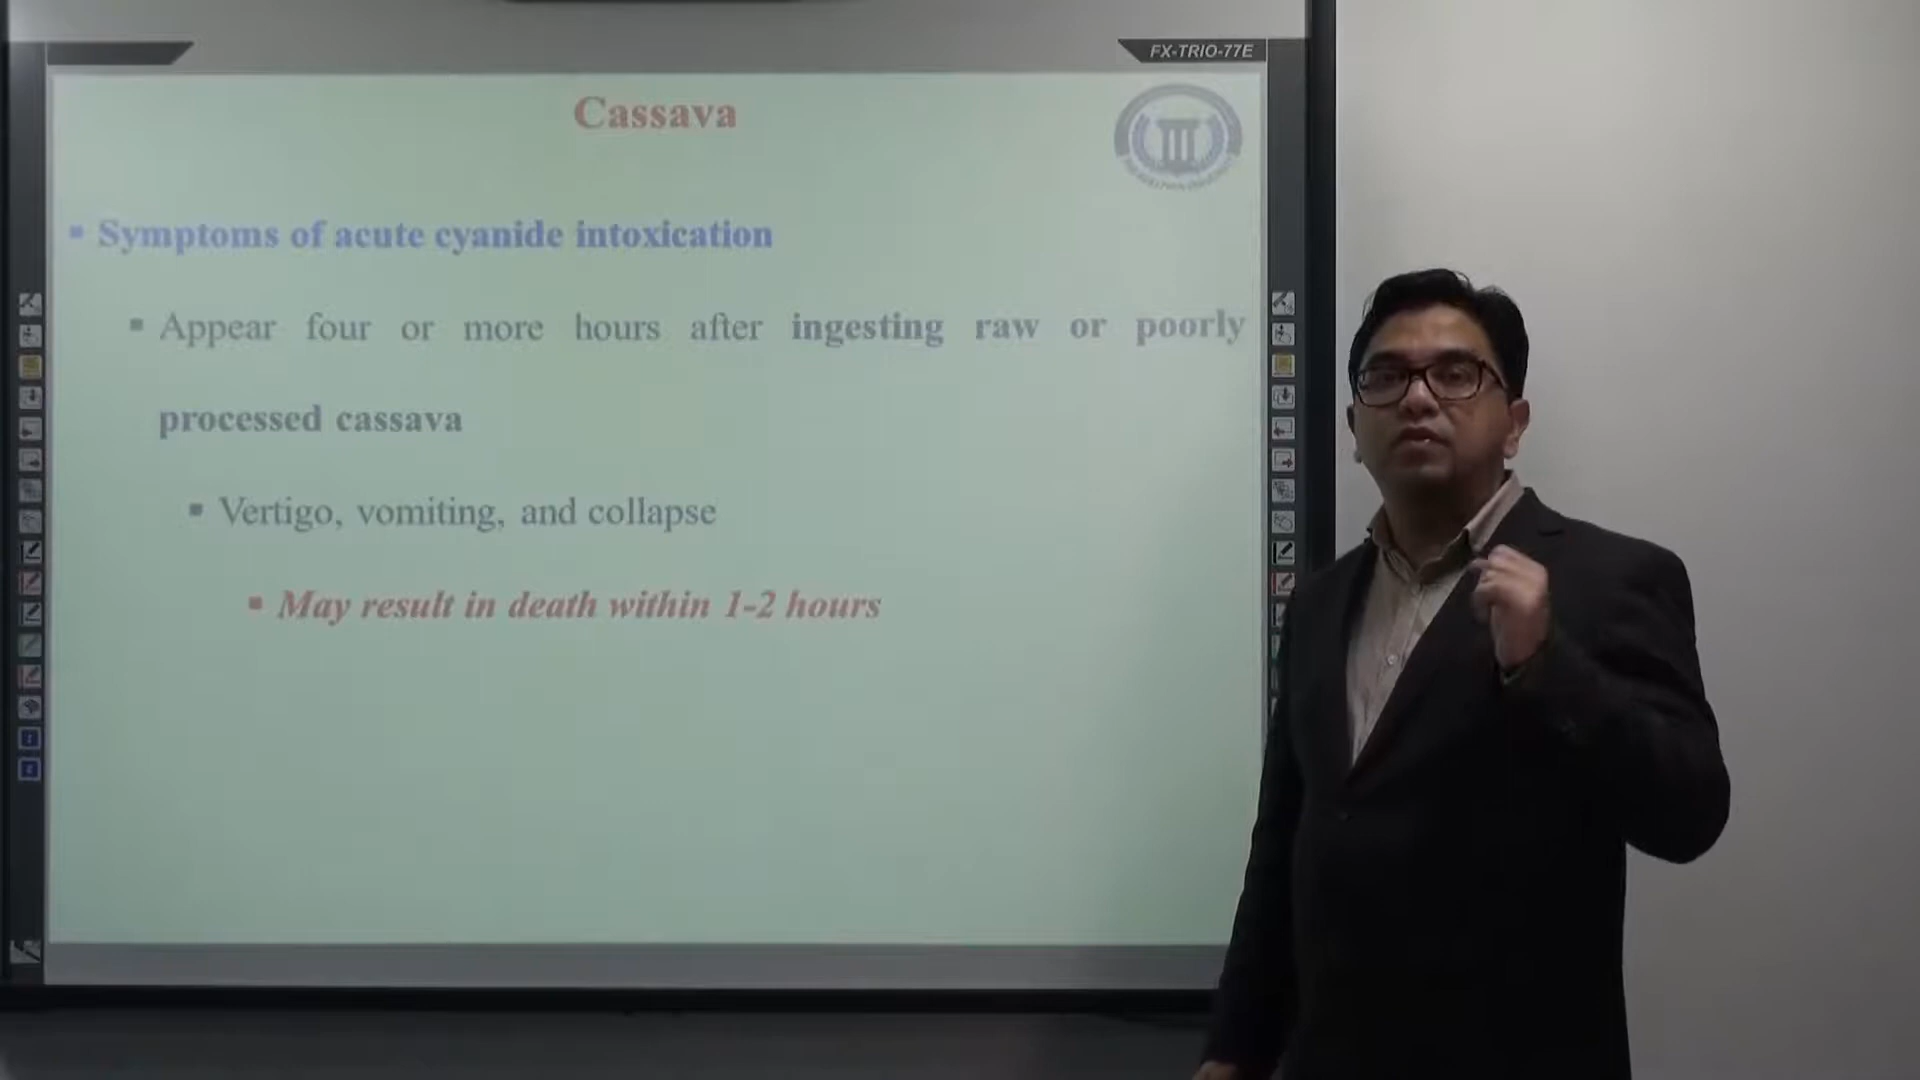 FX-TRIO-77E
Cassava
Symptoms of acute cyanide intoxication
Appear four or more hours after ingesting raw or poorly
processed cassava
Vertigo, vomiting, and collapse
May result in death within 1-2 hours